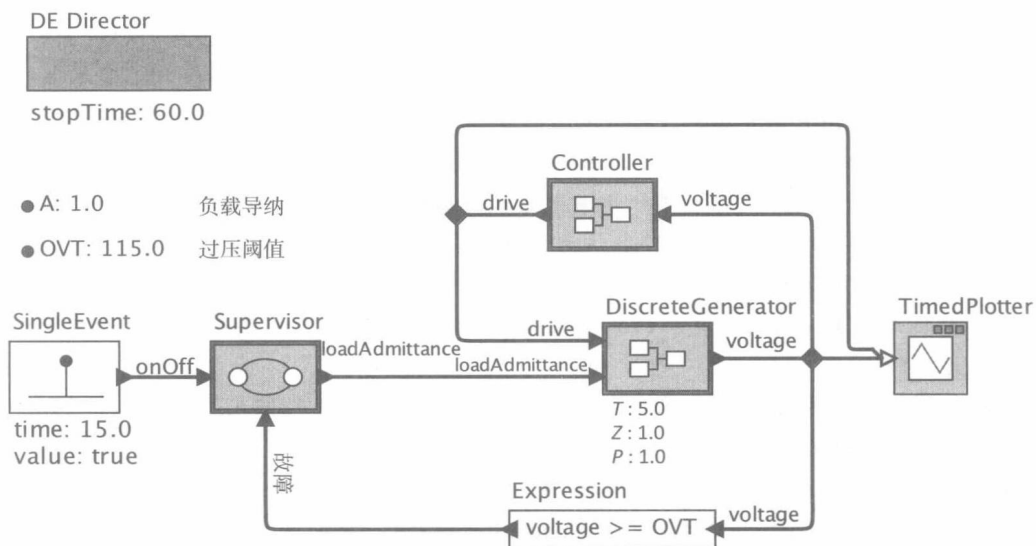 DE Director
stopTime: 60.0
A: 1.0 负载导纳
OVT: 115.0 过压阈值
Controller
drive
voltage
SingleEvent
onOff
time: 15.0
value: true
Supervisor
loadAdmittance
drive
loadAdmittance
DiscreteGenerator
voltage
T : 5.0
Z : 1.0
P : 1.0
TimedPlotter
故障
Expression
voltage >= OVT
voltage